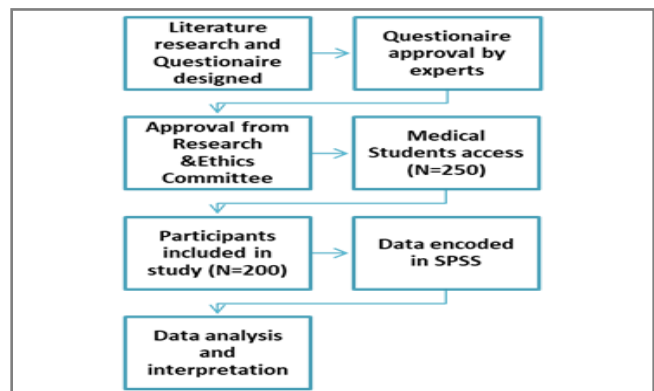 Literature
research and
Questionaire
designed
Questionaire
approval by
experts
Approval from
Research
&Ethics
Committee
Medical
Students access
(N=250)
Participants
included in
study (N=200)
Data encoded
in SPSS
Data analysis
and
interpretation